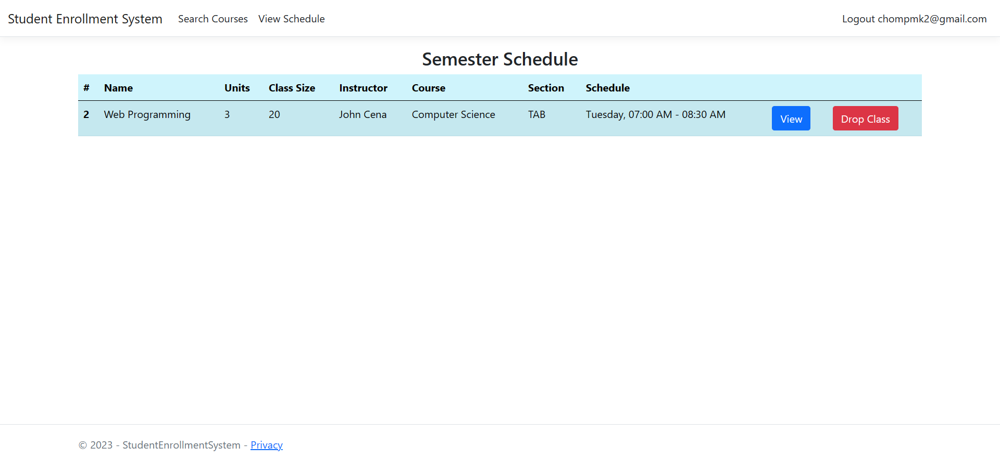 Student Enrollment System Search Courses View Schedule Logout chompmk2@gmail.com
Semester Schedule
# Name Units Class Size Instructor Course Section Schedule
2 Web Programming 3 20 John Cena Computer Science TAB Tuesday, 07:00 AM - 08:30 AM View Drop Class
© 2023 - StudentEnrollmentSystem - Privacy